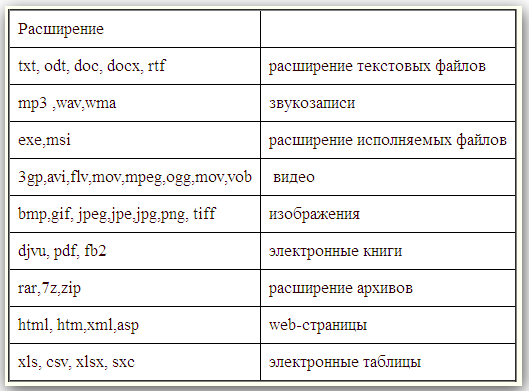 Расширение
txt, odt, doc, docx, rtf расширение текстовых файлов
mp3 ,wav,wma звукозаписи
exe,msi расширение исполняемых файлов
3gp,avi,flv,mov,mpeg,ogg,mov,vob видео
bmp,gif, jpeg,jpe,jpg,png, tiff изображения
djvu, pdf, fb2 электронные книги
rar,7z,zip расширение архивов
html, htm,xml,asp web-страницы
xls, csv, xlsx, sxc электронные таблицы